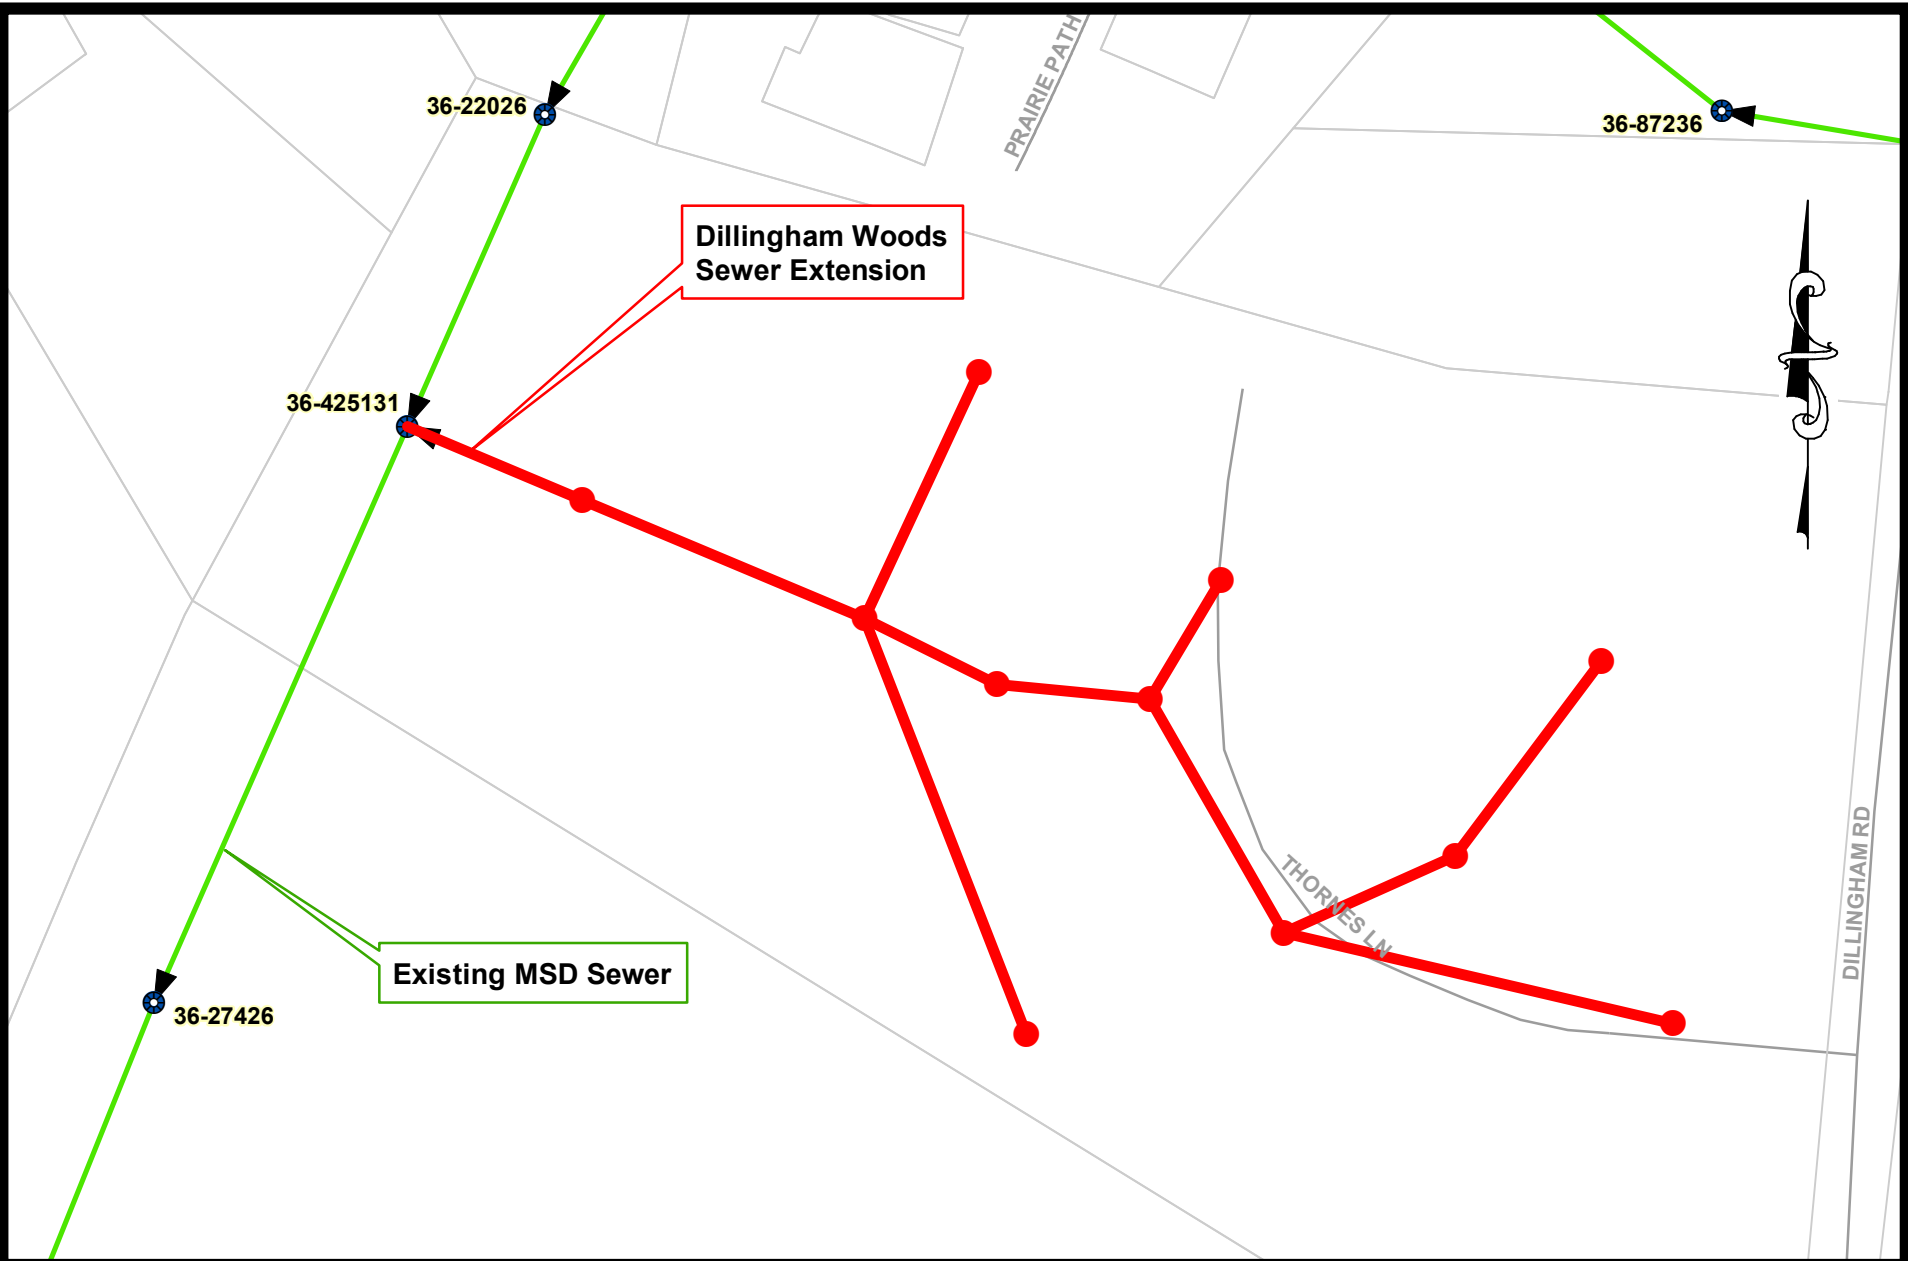 PRAIRIE PATH
36-22026
36-87236
Dillingham Woods
Sewer Extension
36-425131
THORNES LN
DILLINGHAM RD
Existing MSD Sewer
36-27426